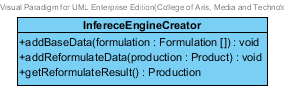 Visual Paradigm for UML Enterprise Edition(College of Arts, Media and Technolo
InfereceEngineCreator
+addBaseData(formulation : Formulation []) : void
+addReformulateData(production : Product) : void
+getReformulateResult() : Production